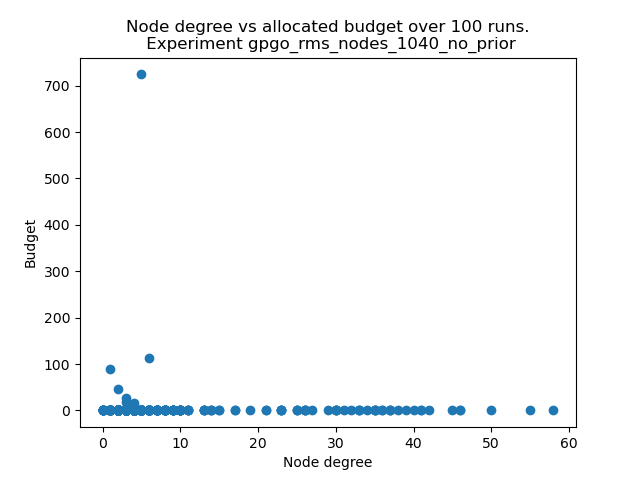 Node degree vs allocated budget over 100 runs.
Experiment gpgo_rms_nodes_1040_no_prior
700
600
500
400
300
200
100
0
Budget
0 10 20 30 40 50 60
Node degree